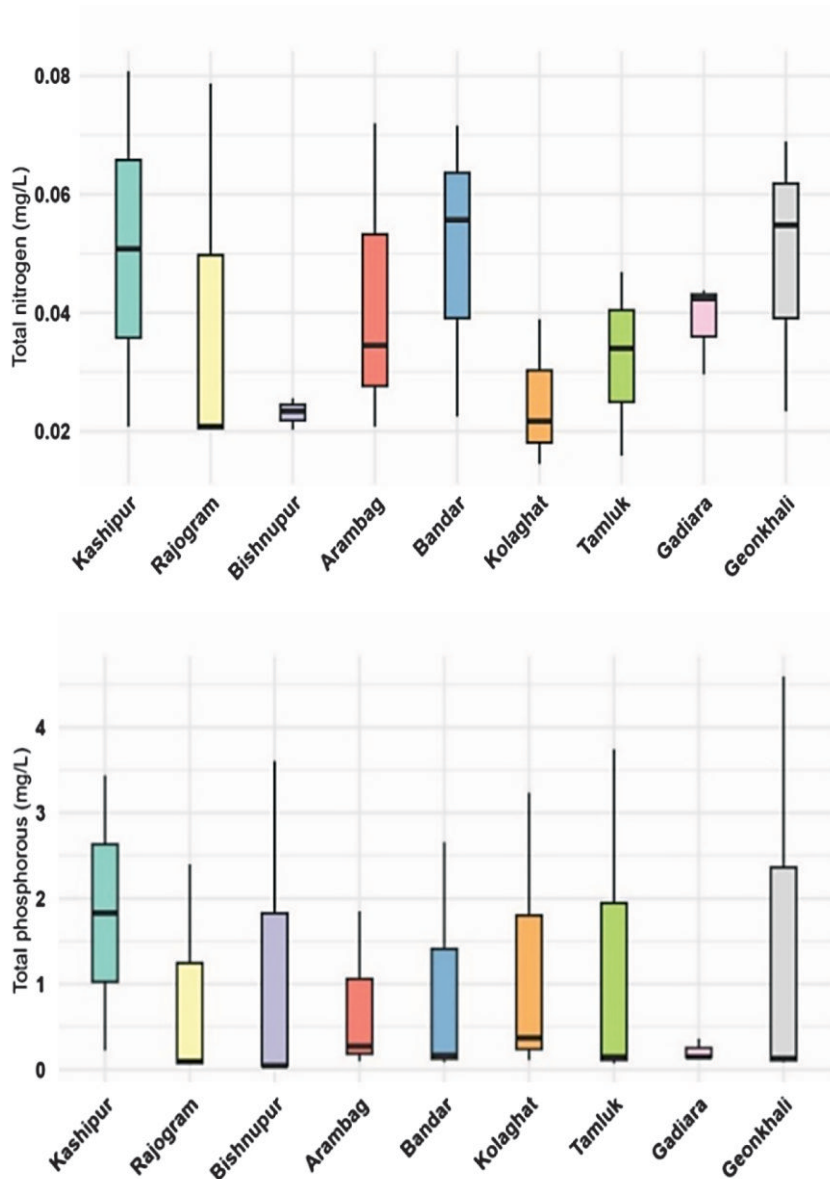 Total nitrogen (mg/L)
0.08
0.06
0.04
0.02
Kashipur
Rajogram
Bishnupur
Arambag
Bandar
Kolaghat
Tamluk
Gadiara
Geonkhali
Total phosphorous (mg/L)
4
3
2
1
0
Kashipur
Rajogram
Bishnupur
Arambag
Bandar
Kolaghat
Tamluk
Gadiara
Geonkhali